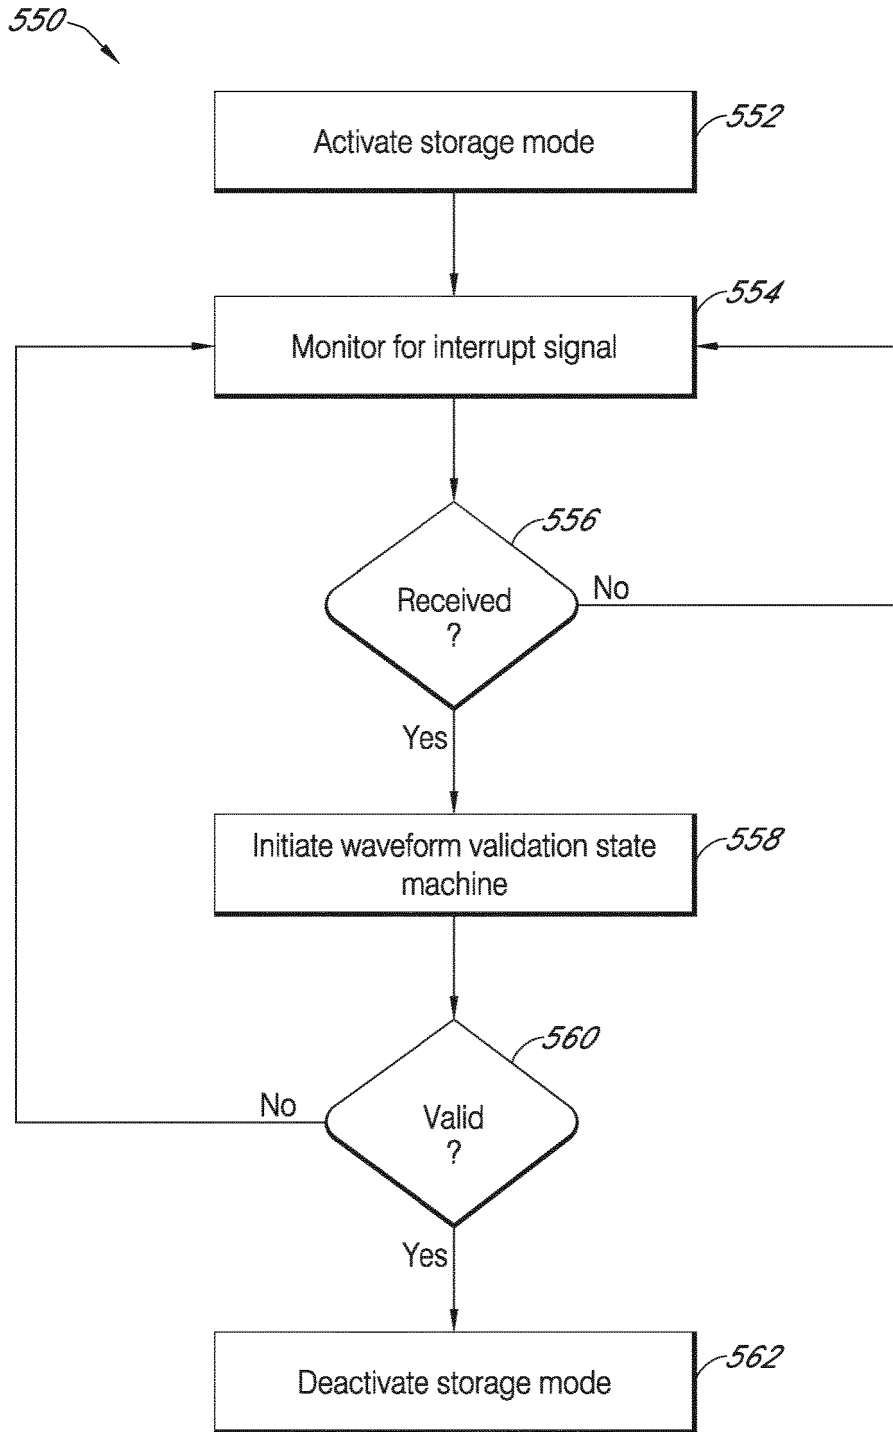 550
Activate storage mode
552
Monitor for interrupt signal
554
Received
?
556
No
Yes
Initiate waveform validation state
machine
558
Valid
?
560
No
Yes
Deactivate storage mode
562